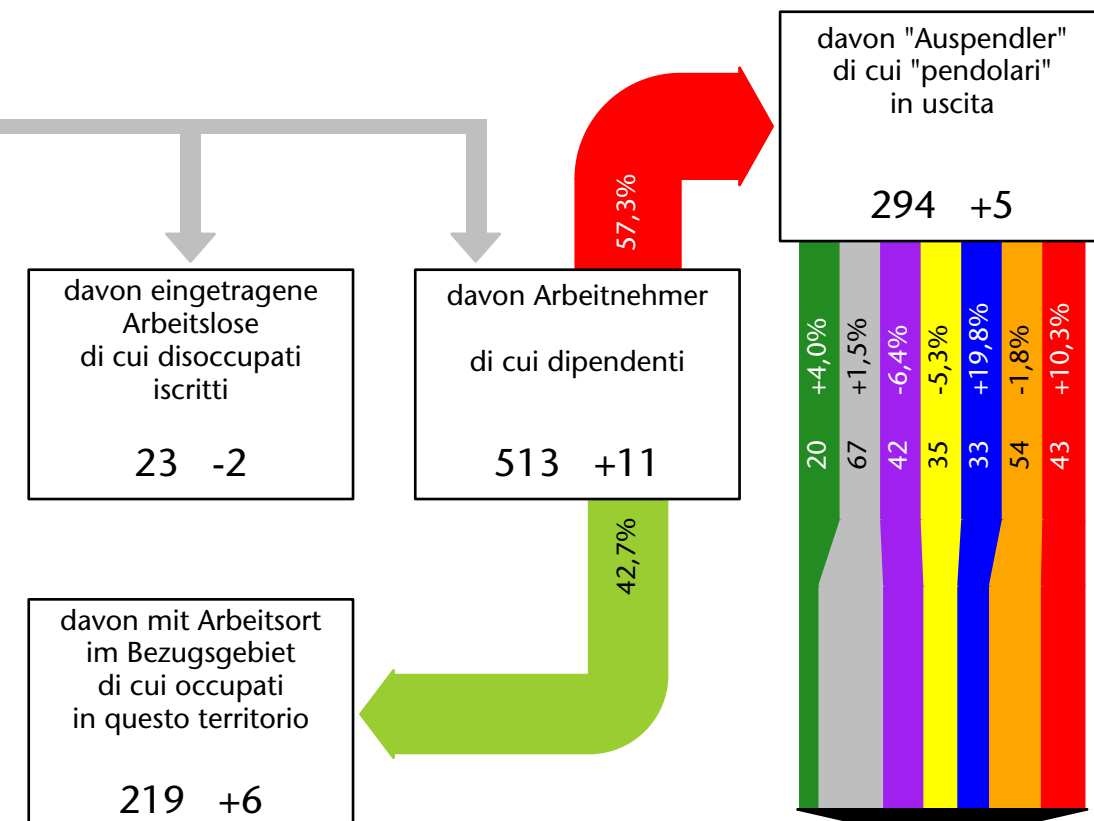 davon "Auspendler"
di cui "pendolari"
in uscita
294 +5
57,3%
davon eingetragene
Arbeitslose
di cui disoccupati
iscritti
23 -2
davon Arbeitnehmer
di cui dipendenti
513 +11
20 +4,0%
67 +1,5%
42 -6,4%
35 -5,3%
33 +19,8%
54 -1,8%
43 +10,3%
42,7%
davon mit Arbeitsort
im Bezugsgebiet
di cui occupati
in questo territorio
219 +6